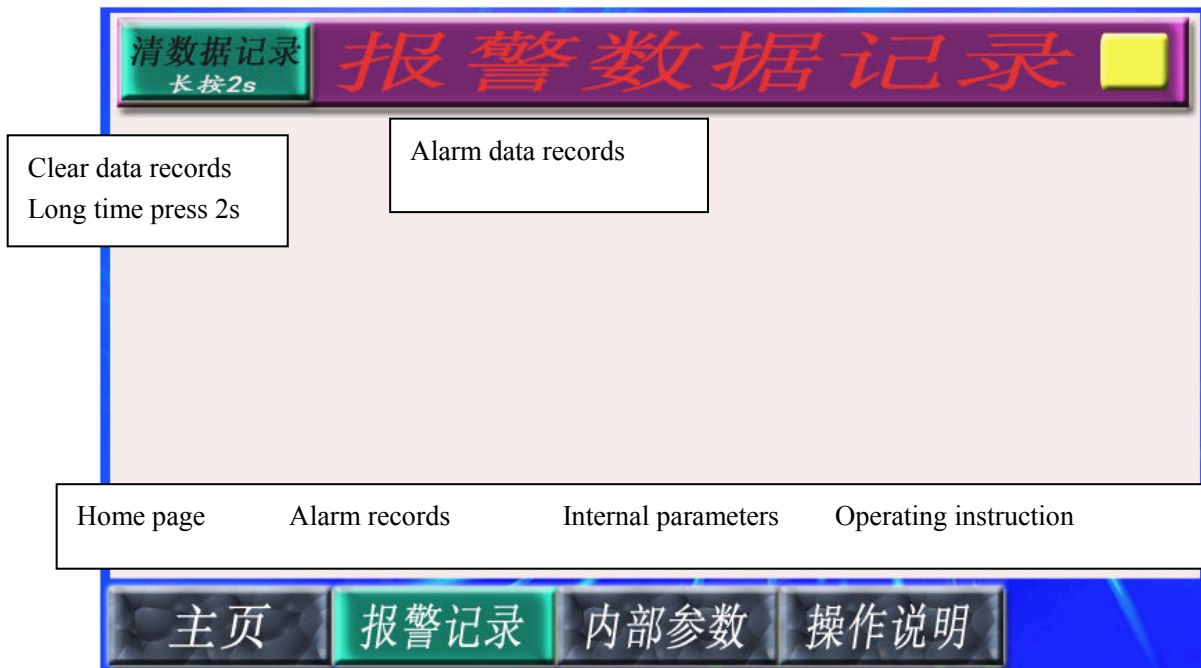 清数据记录
长按2s
报警数据记录
Clear data records
Long time press 2s
Alarm data records
Home page Alarm records Internal parameters Operating instruction
主页 报警记录 内部参数 操作说明